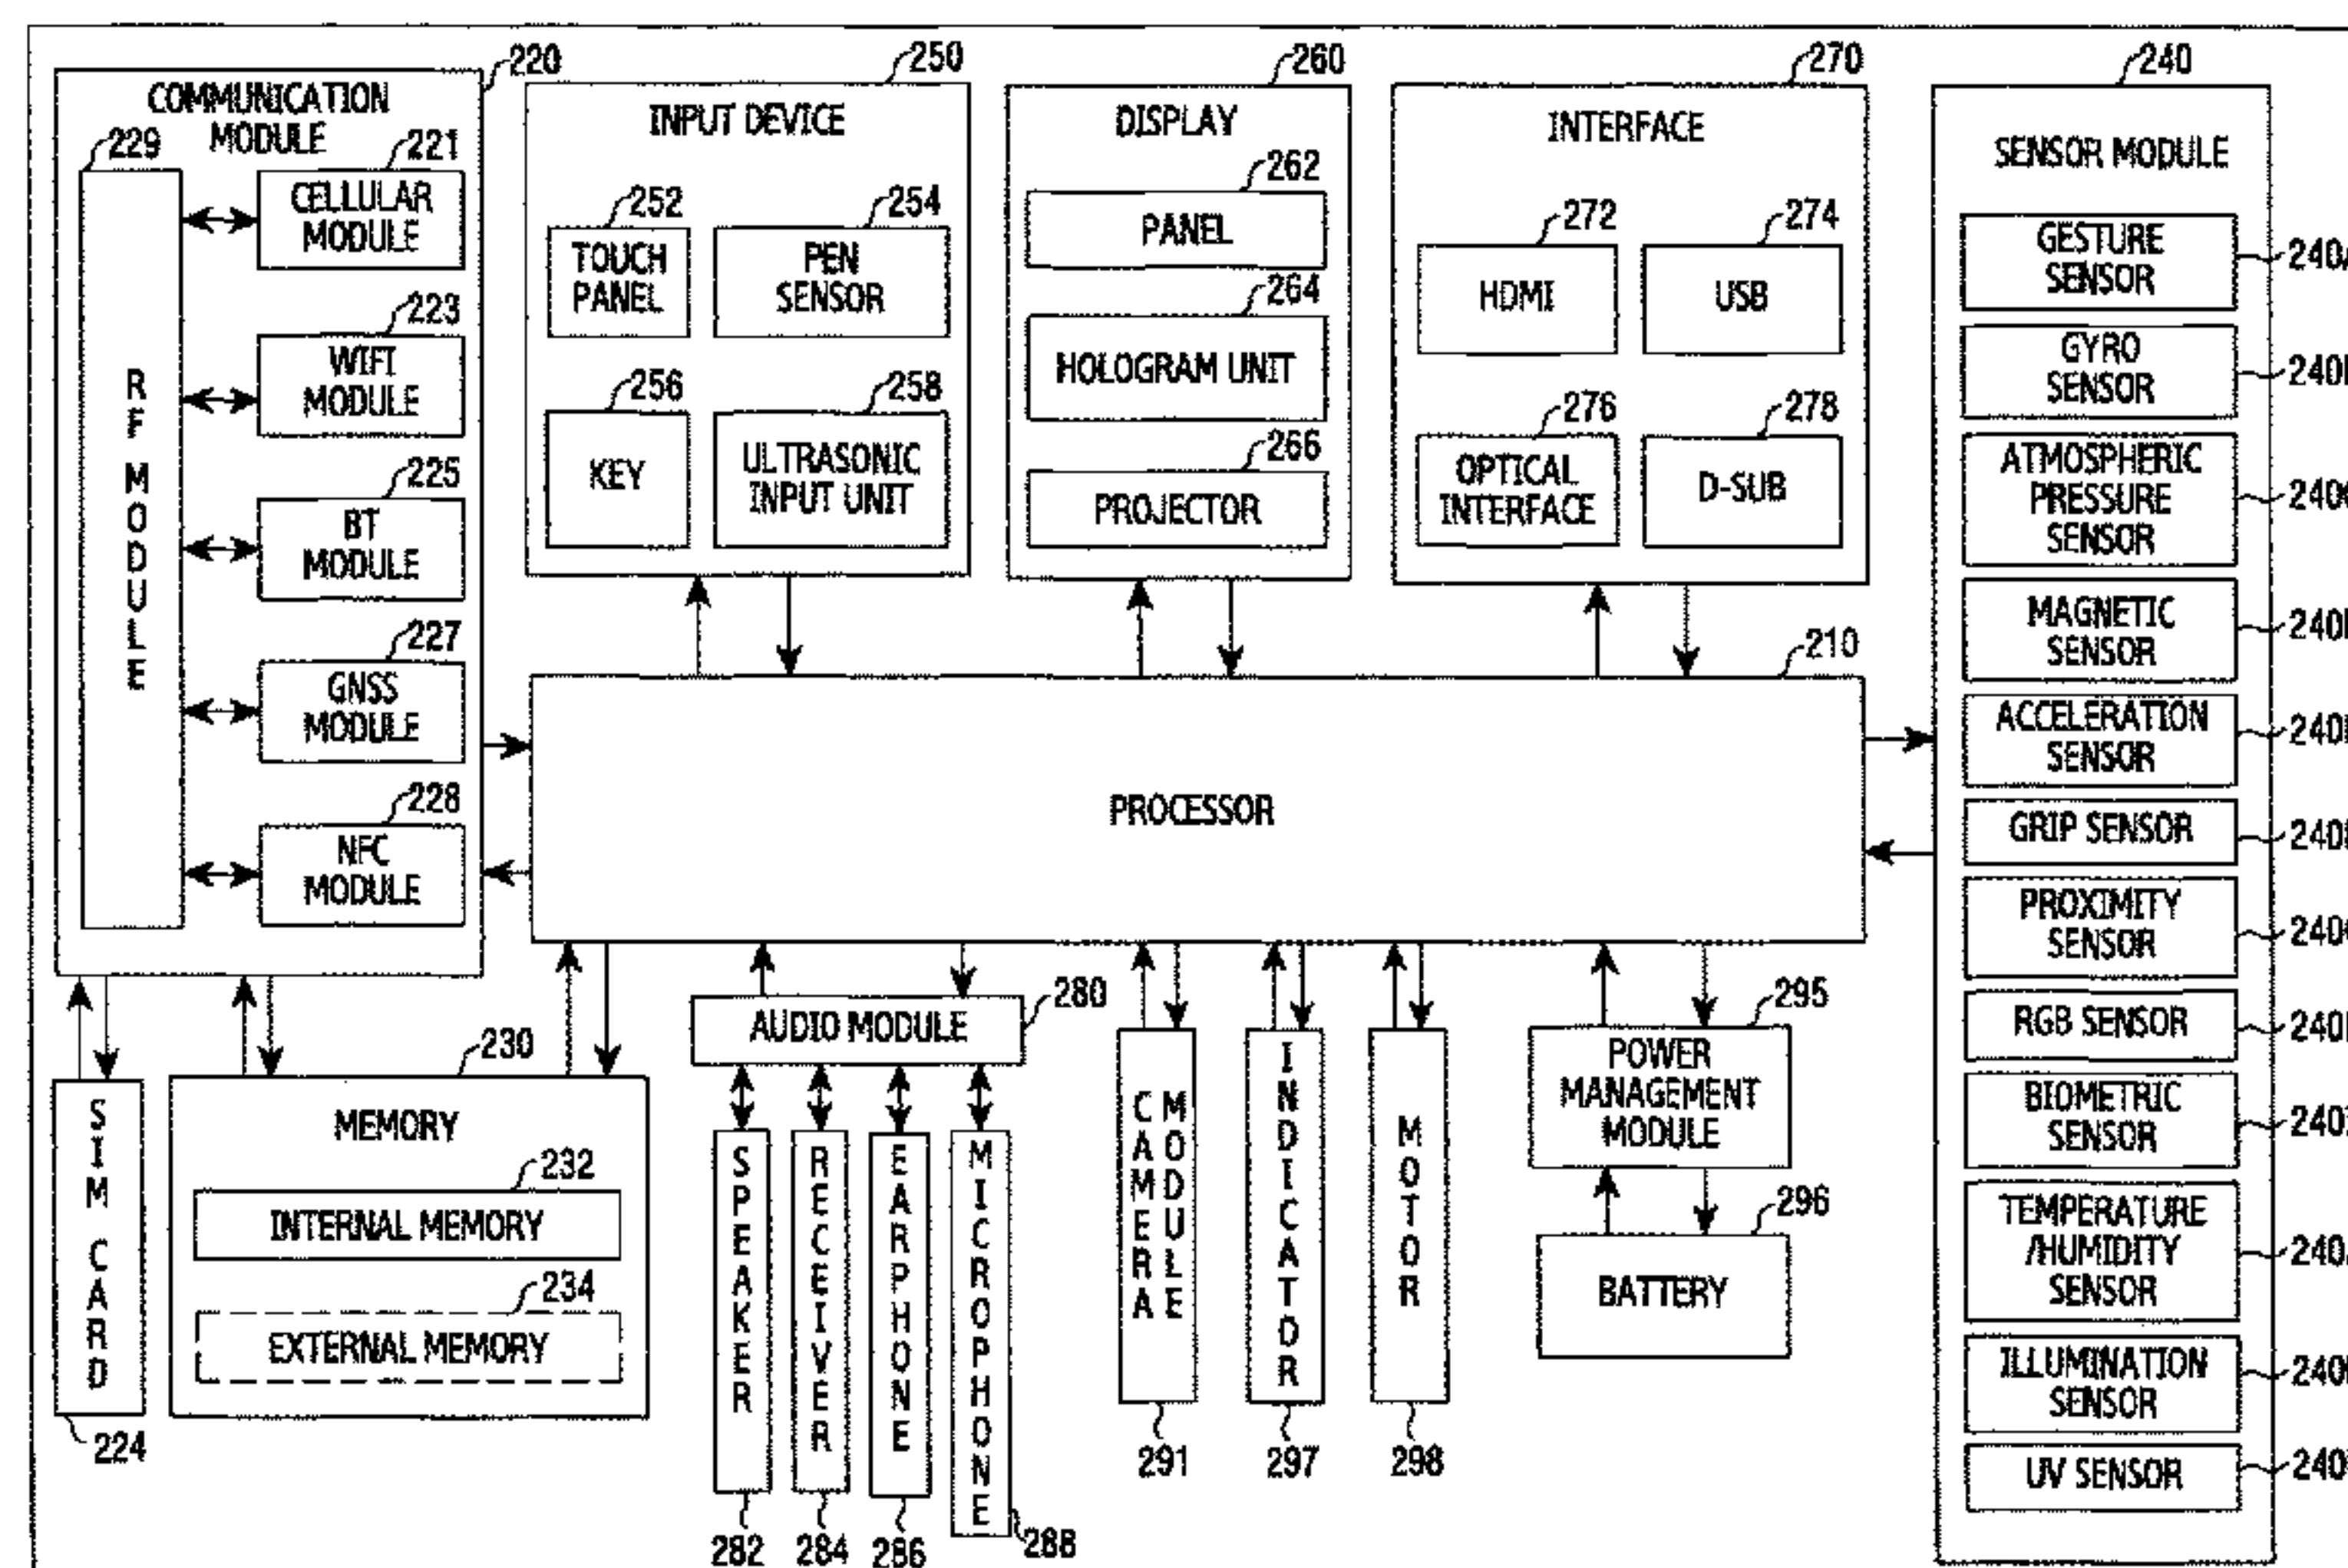 220
COMMUNICATION
MODULE
229
RF MODULE
221
CELLULAR
MODULE
223
WIFI
MODULE
225
BT
MODULE
227
GNSS
MODULE
228
NFC
MODULE
250
INPUT DEVICE
252
TOUCH
PANEL
254
PEN
SENSOR
256
KEY
258
ULTRASONIC
INPUT UNIT
260
DISPLAY
262
PANEL
264
HOLOGRAM UNIT
266
PROJECTOR
270
INTERFACE
272
HDMI
274
USB
276
OPTICAL
INTERFACE
278
D-SUB
240
SENSOR MODULE
GESTURE
SENSOR
GYRO
SENSOR
ATMOSPHERIC
PRESSURE
SENSOR
MAGNETIC
SENSOR
ACCELERATION
SENSOR
GRIP SENSOR
PROXIMITY
SENSOR
RGB SENSOR
BIOMETRIC
SENSOR
TEMPERATURE
/HUMIDITY
SENSOR
ILLUMINATION
SENSOR
UV SENSOR
210
PROCESSOR
SIM CARD
224
230
MEMORY
232
INTERNAL MEMORY
234
EXTERNAL MEMORY
280
AUDIO MODULE
SPEAKER
282
RECEIVER
284
EARPHONE
286
MICROPHONE
288
CAMERA
MODULE
291
INDICATOR
297
MOTOR
298
295
POWER
MANAGEMENT
MODULE
296
BATTERY